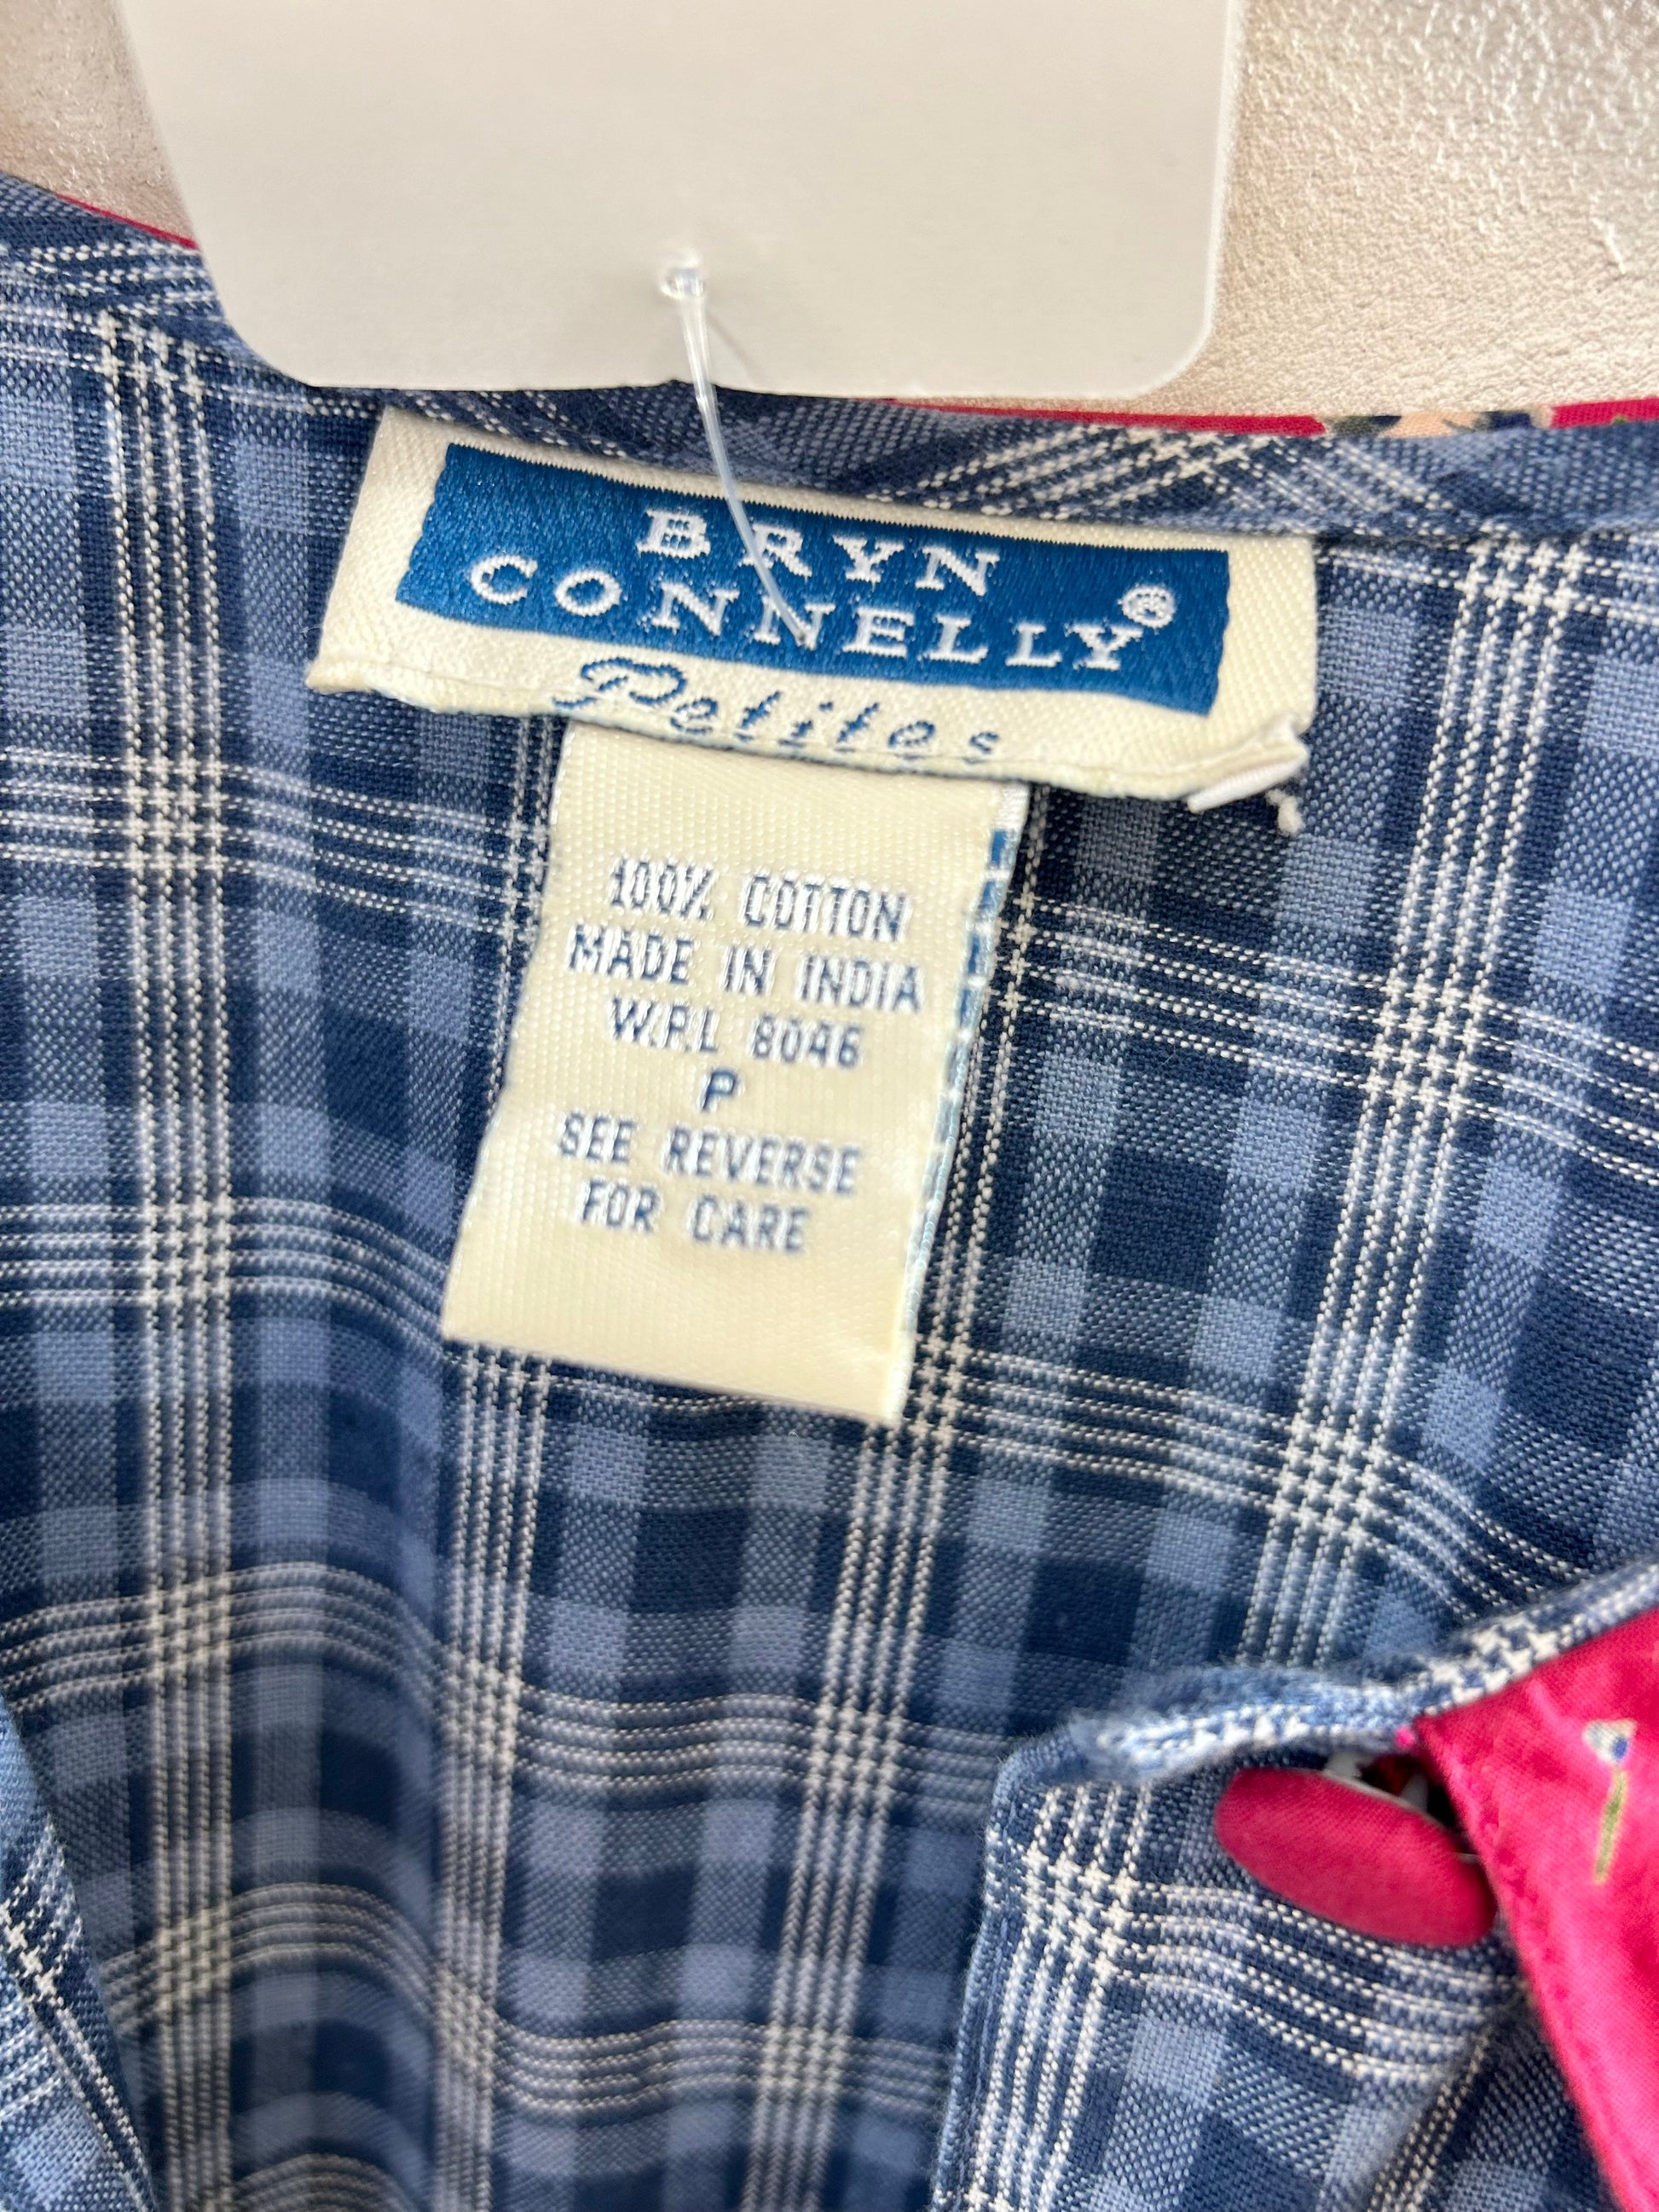 BRYN
CONNELLY®
Petites
100% COTTON
MADE IN INDIA
W.P.L 8046
P
SEE REVERSE
FOR CARE